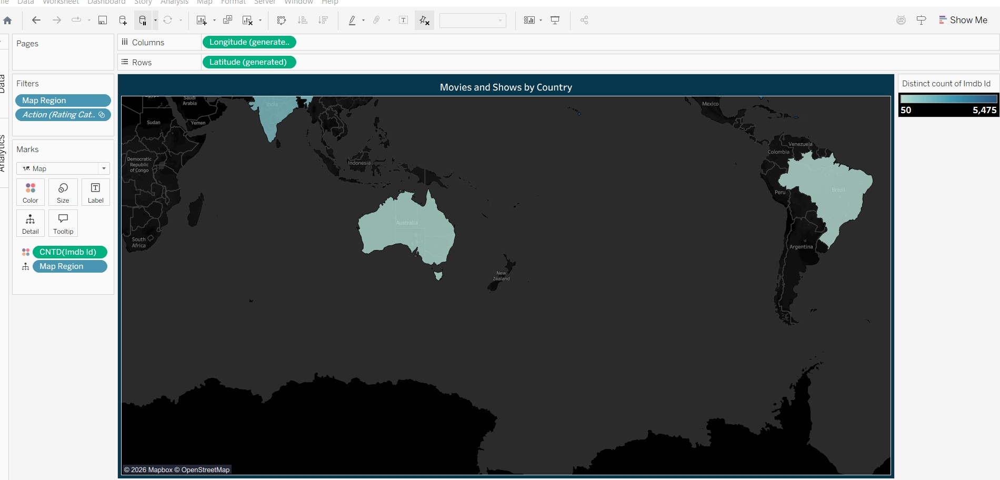 ile Data Worksheet Dashboard Story Analysis Map Format Server Window Help
Show Me
Data
Analytics
Pages
iii Columns
Longitude (generate..
Rows
Latitude (generated)
Filters
Map Region
Action (Rating Cat..
Marks
Map
Color
Size
Label
Detail
Tooltip
CNTD(Imdb Id)
Map Region
Movies and Shows by Country
Saudi
Arabia
India
Mexico
Sudan
Yemen
Venezuela
Colombia
Democratic
Republic
of Congo
Indonesia
Brazil
Peru
Australia
South
Africa
Argentina
New
Zealand
© 2026 Mapbox © OpenStreetMap
Distinct count of Imdb Id
50
5,475